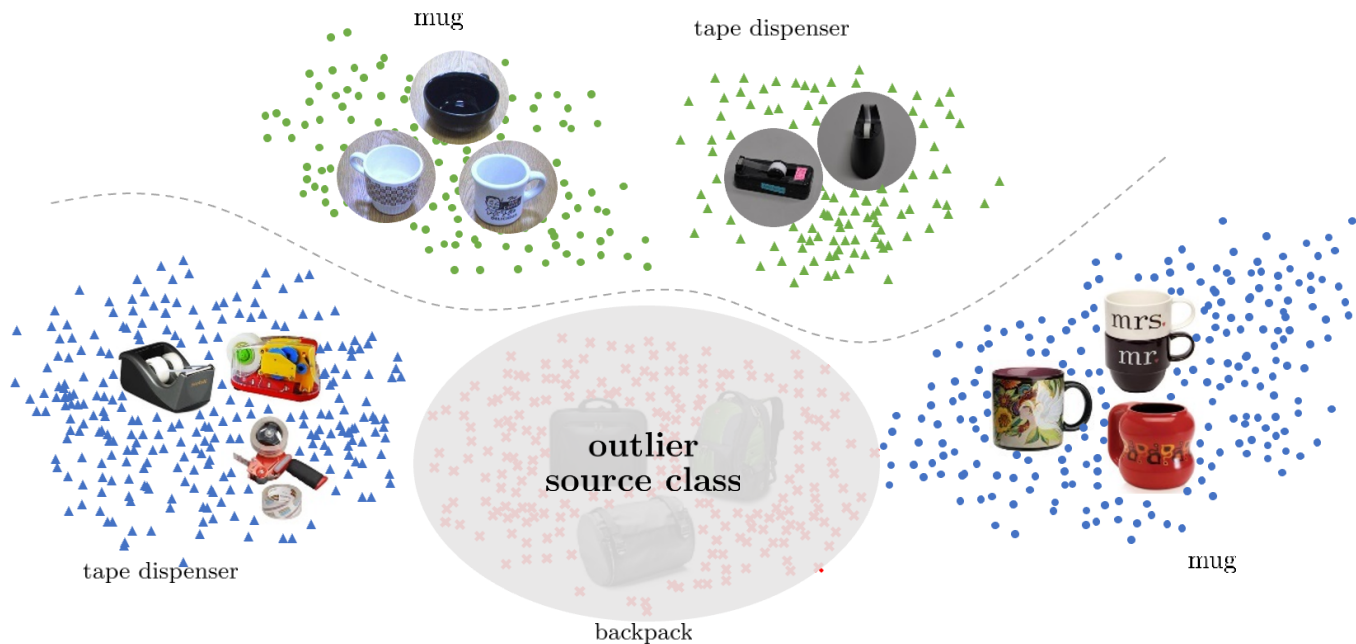 mug
tape dispenser
mrs.
mr.
outlier
source class
tape dispenser
mug
backpack